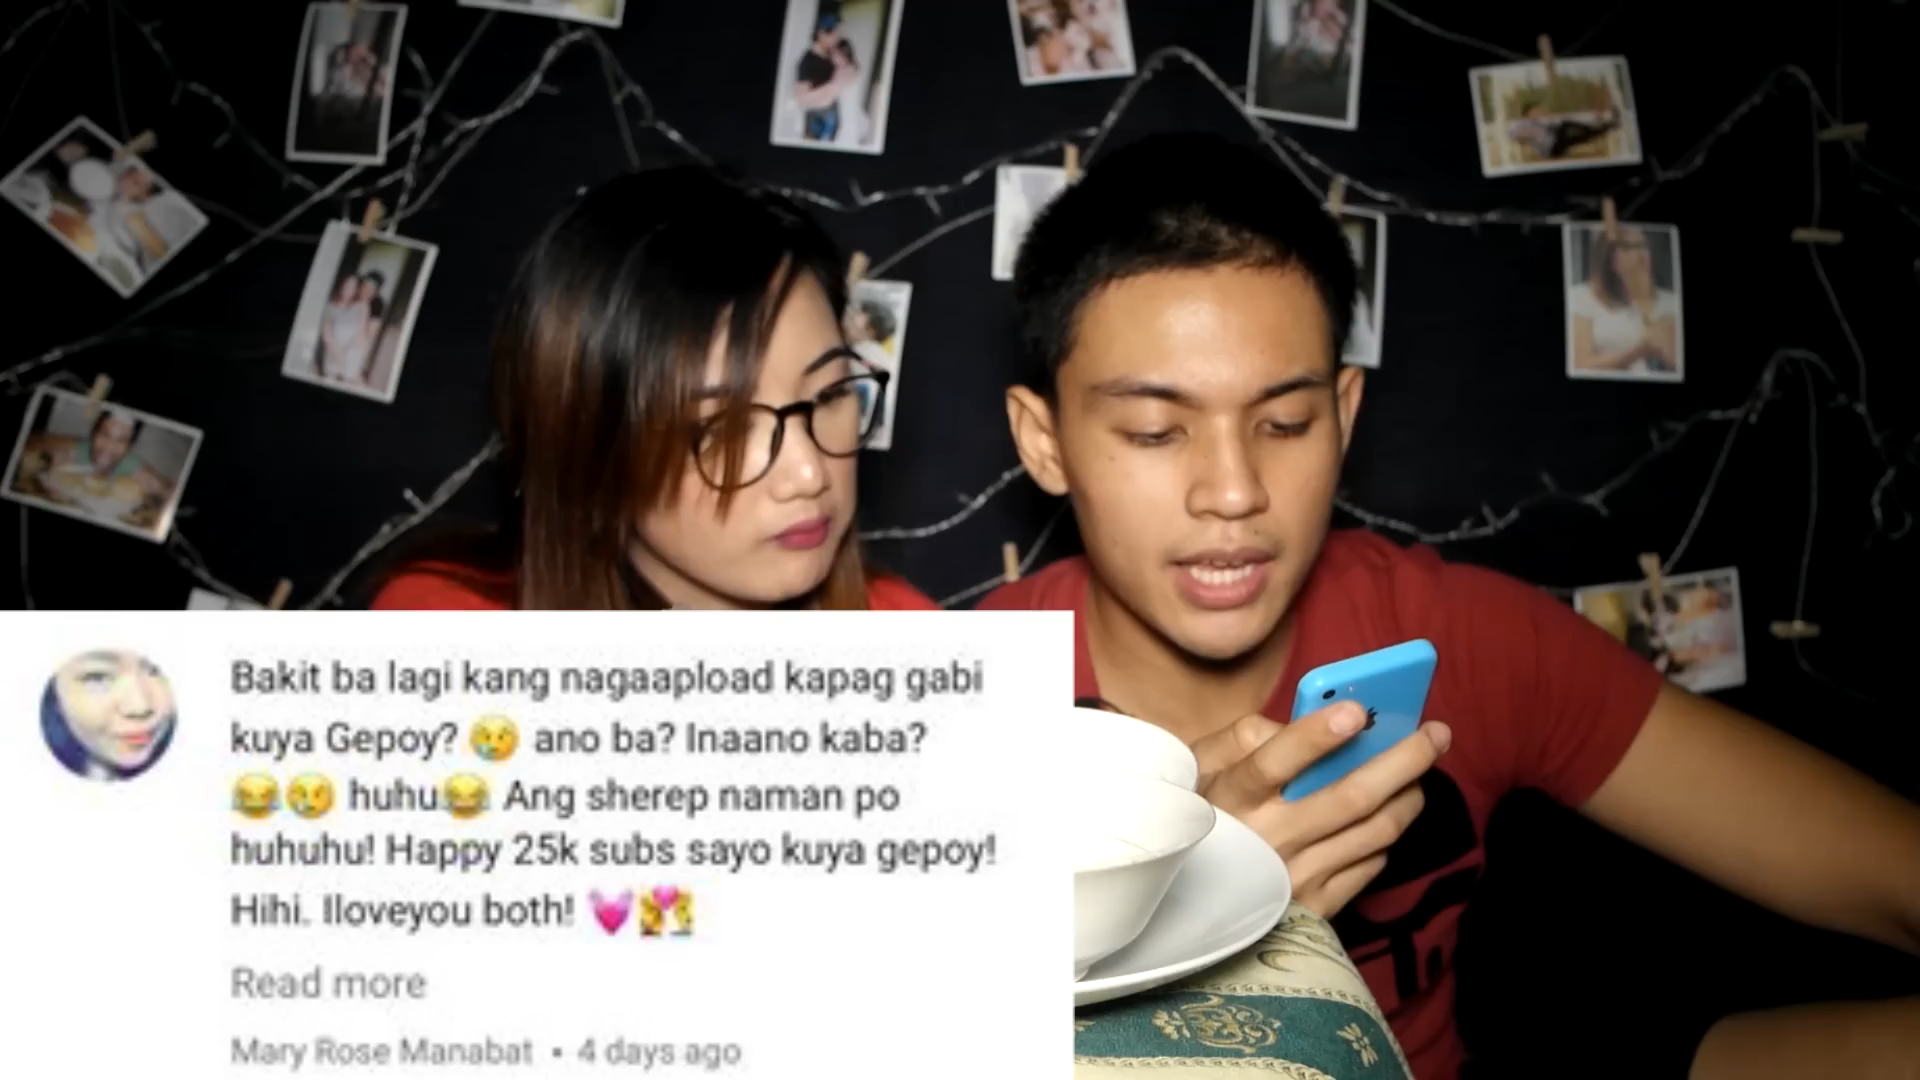 Bakit ba lagi kang nagaapload kapag gabi
kuya Gepoy? 😢 ano ba? Inaano kaba?
😂😢 huhu😂 Ang sherep naman po
huhuhu! Happy 25k subs sayo kuya gepoy!
Hihi. Iloveyou both! 💓💏
Read more
Mary Rose Manabat • 4 days ago